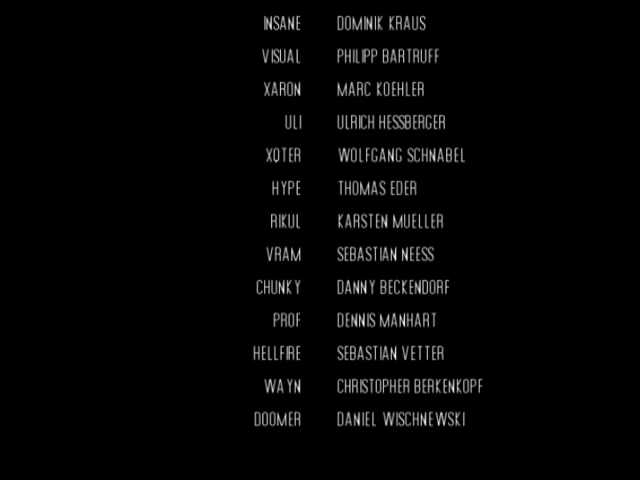 INSANE DOMINIK KRAUS
VISUAL PHILIPP BARTRUFF
XARON MARC KOEHLER
ULI ULRICH HESSBERGER
XOTER WOLFGANG SCHNABEL
HYPE THOMAS EDER
RIKUL KARSTEN MUELLER
VRAM SEBASTIAN NEESS
CHUNKY DANNY BECKENDORF
PROF DENNIS MANHART
HELLFIRE SEBASTIAN VETTER
WAYN CHRISTOPHER BERKENKOPF
DOOMER DANIEL WISCHNEWSKI